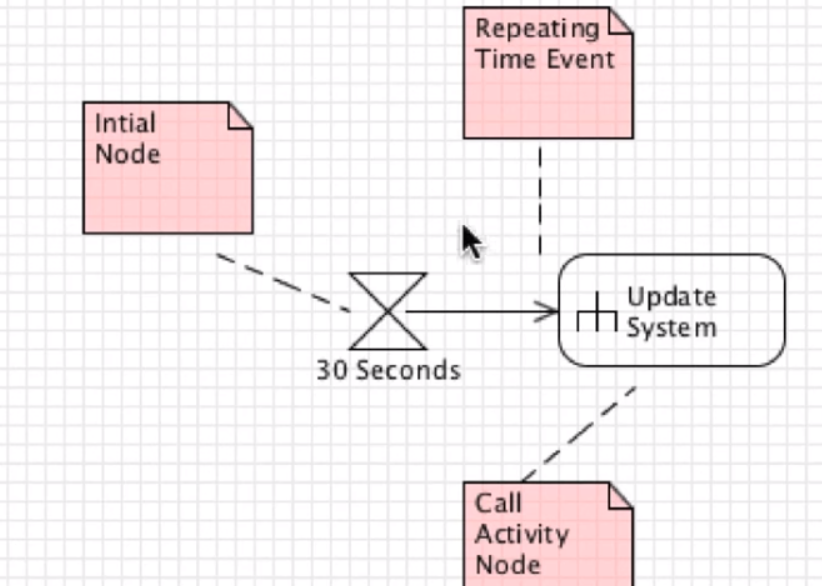 Repeating
Time Event
Intial
Node
Update
System
30 Seconds
Call
Activity
Node